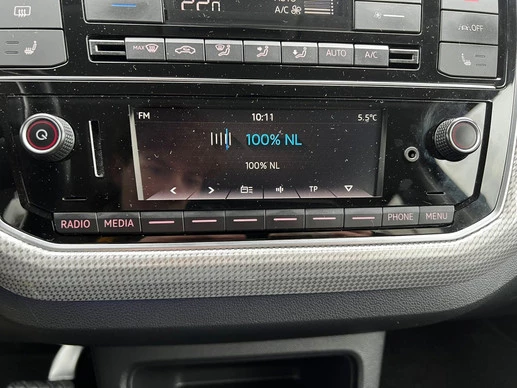 A/C
OFF
MAX
AUTO
A/C
FM 10:11 5.5°C
100% NL
100% NL
TP
RADIO MEDIA PHONE MENU